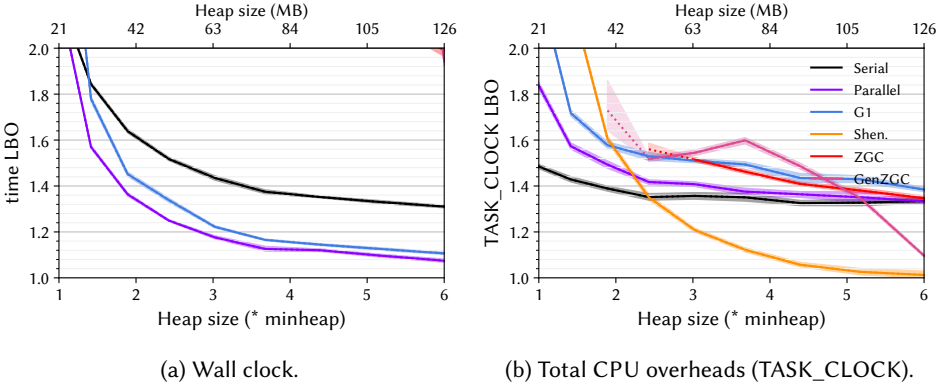 Heap size (MB)
21 42 63 84 105 126
2.0
1.8
1.6
1.4
1.2
1.0
time LBO
1 2 3 4 5 6
Heap size (* minheap)
(a) Wall clock.
Heap size (MB)
21 42 63 84 105 126
2.0
1.8
1.6
1.4
1.2
1.0
TASK_CLOCK LBO
Serial
Parallel
G1
Shen.
ZGC
GenZGC
1 2 3 4 5 6
Heap size (* minheap)
(b) Total CPU overheads (TASK_CLOCK).